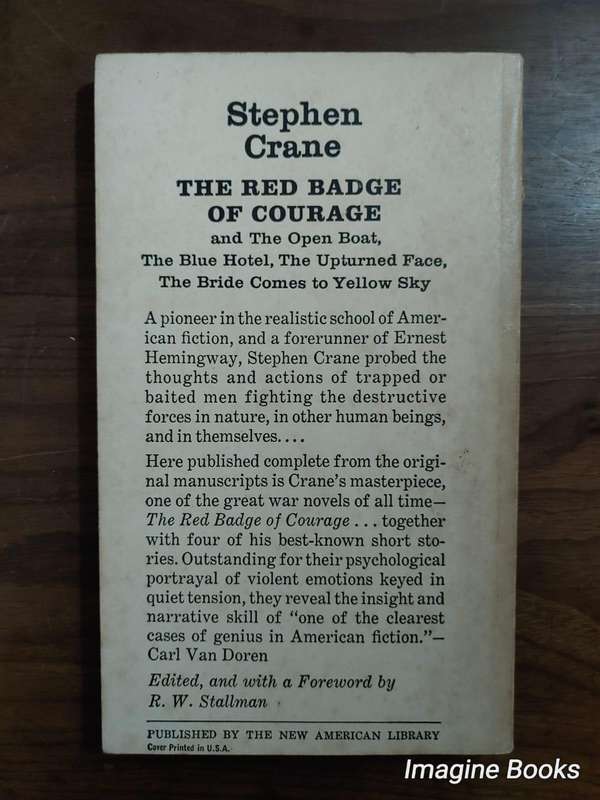 Stephen
Crane
THE RED BADGE
OF COURAGE
and The Open Boat,
The Blue Hotel, The Upturned Face,
The Bride Comes to Yellow Sky
A pioneer in the realistic school of Amer-
ican fiction, and a forerunner of Ernest
Hemingway, Stephen Crane probed the
thoughts and actions of trapped or
baited men fighting the destructive
forces in nature, in other human beings,
and in themselves....
Here published complete from the origi-
nal manuscripts is Crane's masterpiece,
one of the great war novels of all time—
The Red Badge of Courage ... together
with four of his best-known short sto-
ries. Outstanding for their psychological
portrayal of violent emotions keyed in
quiet tension, they reveal the insight and
narrative skill of "one of the clearest
cases of genius in American fiction."—
Carl Van Doren
Edited, and with a Foreword by
R. W. Stallman
PUBLISHED BY THE NEW AMERICAN LIBRARY
Cover Printed in U.S.A.
Imagine Books